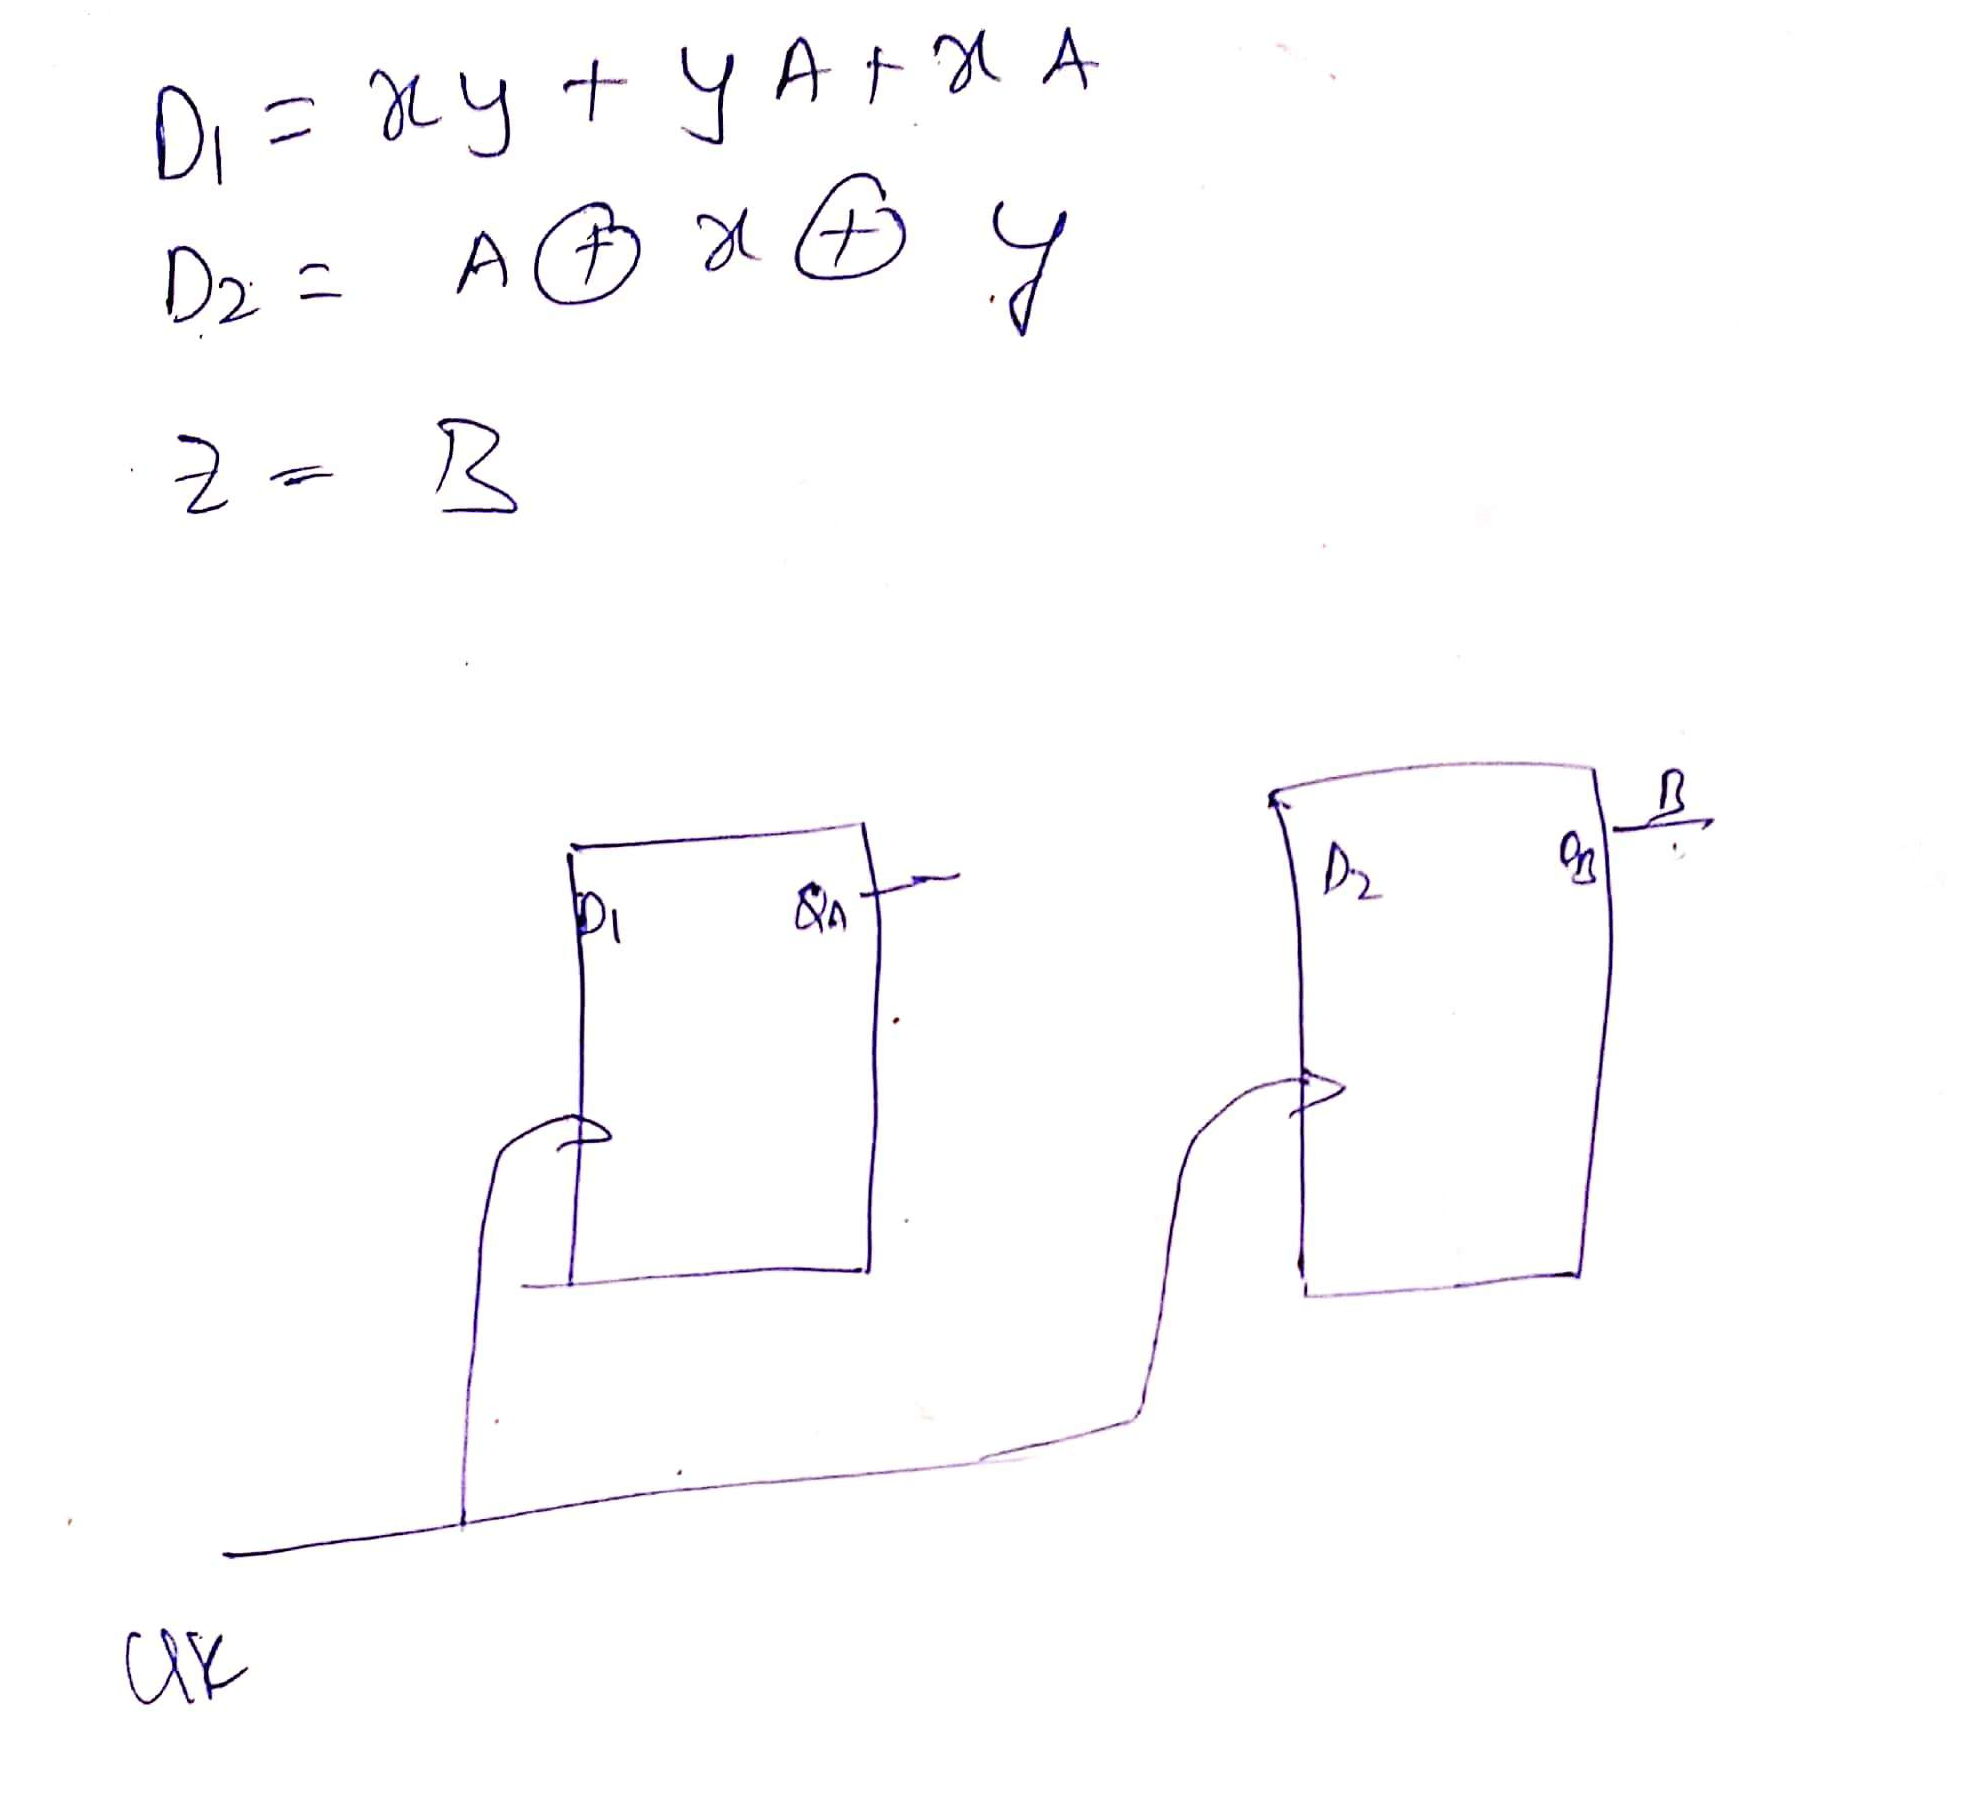 D1 = xy + yA + xA
D2 = A ⊕ x ⊕ y
z = B
B
D1 QA
D2 QB
Clk